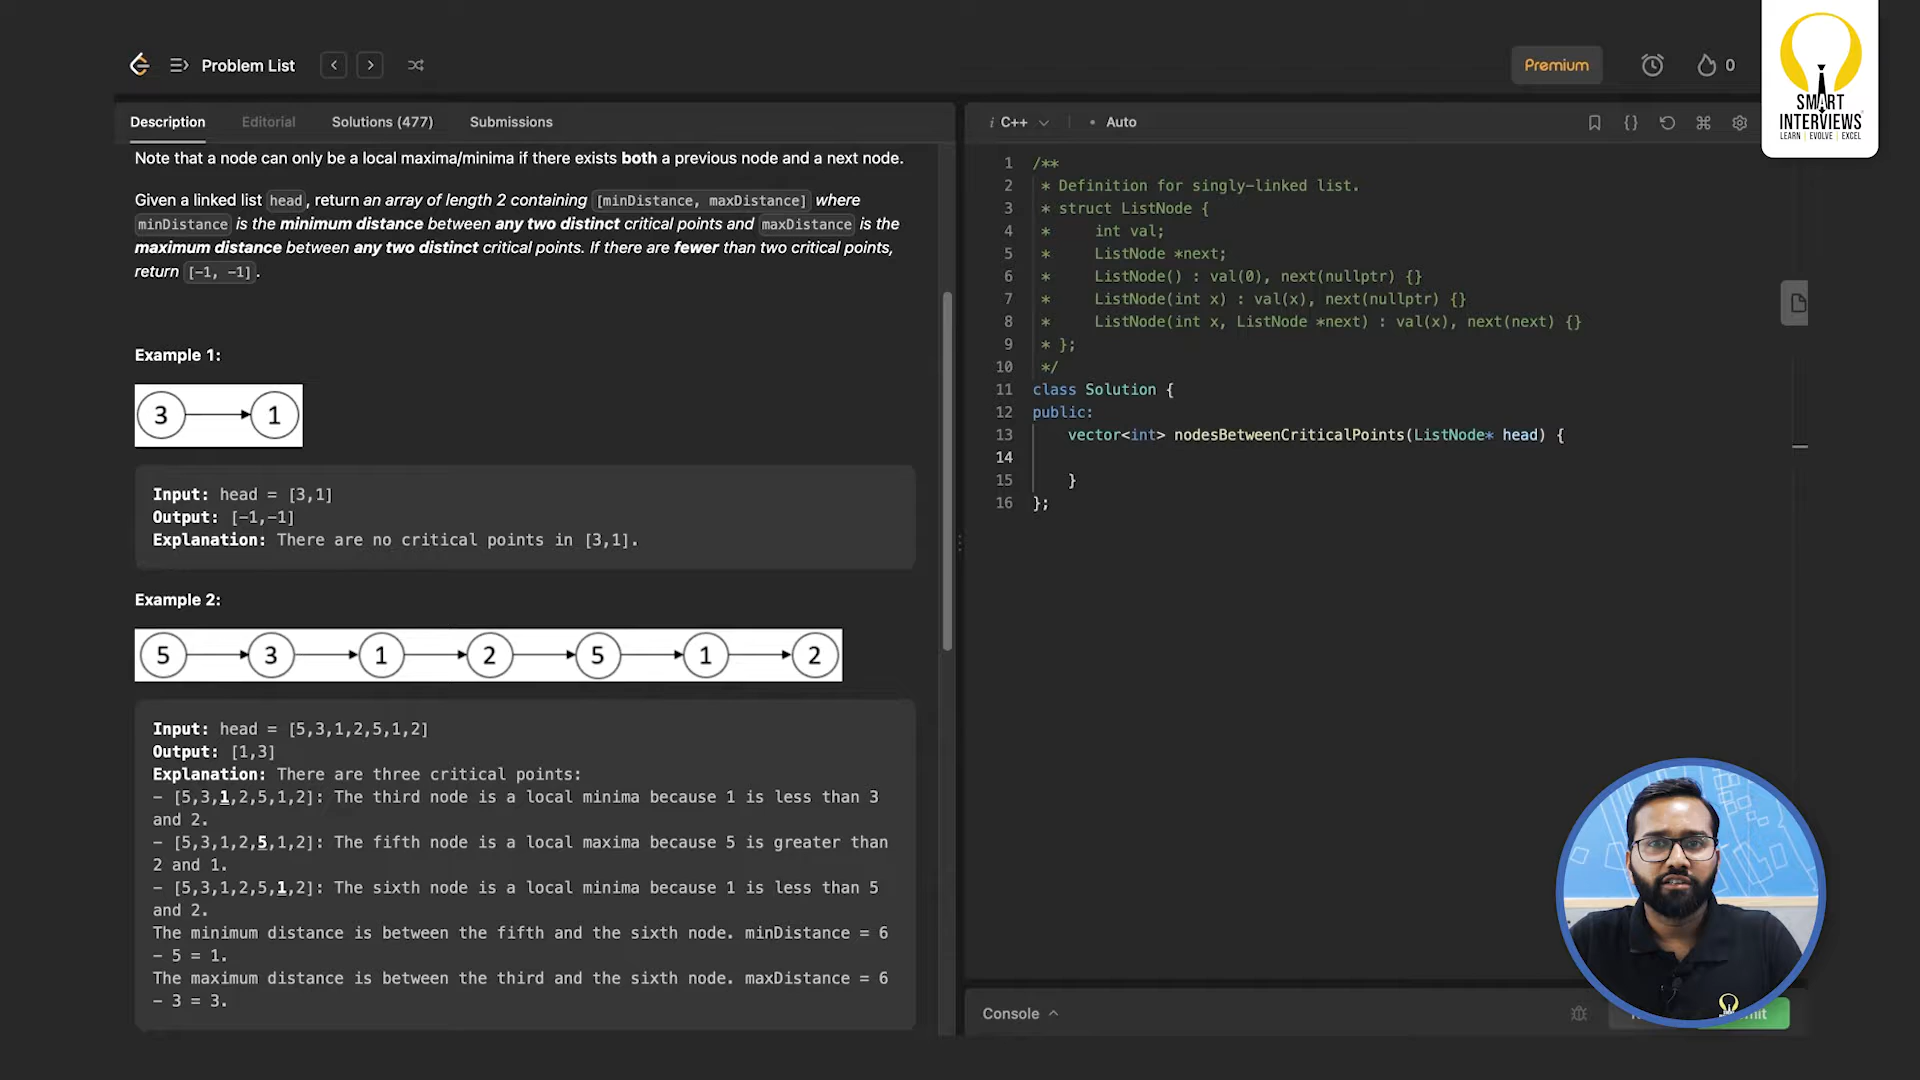 Problem List
Premium
0
SMART
INTERVIEWS
LEARN | EVOLVE | EXCEL
Description
Editorial
Solutions (477)
Submissions
Note that a node can only be a local maxima/minima if there exists both a previous node and a next node.
Given a linked list head, return an array of length 2 containing [minDistance, maxDistance] where
minDistance is the minimum distance between any two distinct critical points and maxDistance is the
maximum distance between any two distinct critical points. If there are fewer than two critical points,
return [-1, -1].
Example 1:
3 1
Input: head = [3,1]
Output: [-1,-1]
Explanation: There are no critical points in [3,1].
Example 2:
5 3 1 2 5 1 2
Input: head = [5,3,1,2,5,1,2]
Output: [1,3]
Explanation: There are three critical points:
- [5,3,1,2,5,1,2]: The third node is a local minima because 1 is less than 3
and 2.
- [5,3,1,2,5,1,2]: The fifth node is a local maxima because 5 is greater than
2 and 1.
- [5,3,1,2,5,1,2]: The sixth node is a local minima because 1 is less than 5
and 2.
The minimum distance is between the fifth and the sixth node. minDistance = 6
- 5 = 1.
The maximum distance is between the third and the sixth node. maxDistance = 6
- 3 = 3.
i C++
• Auto
{}
1 /**
2 * Definition for singly-linked list.
3 * struct ListNode {
4 * int val;
5 * ListNode *next;
6 * ListNode() : val(0), next(nullptr) {}
7 * ListNode(int x) : val(x), next(nullptr) {}
8 * ListNode(int x, ListNode *next) : val(x), next(next) {}
9 * };
10 */
11 class Solution {
12 public:
13 vector<int> nodesBetweenCriticalPoints(ListNode* head) {
14
15 }
16 };
Console